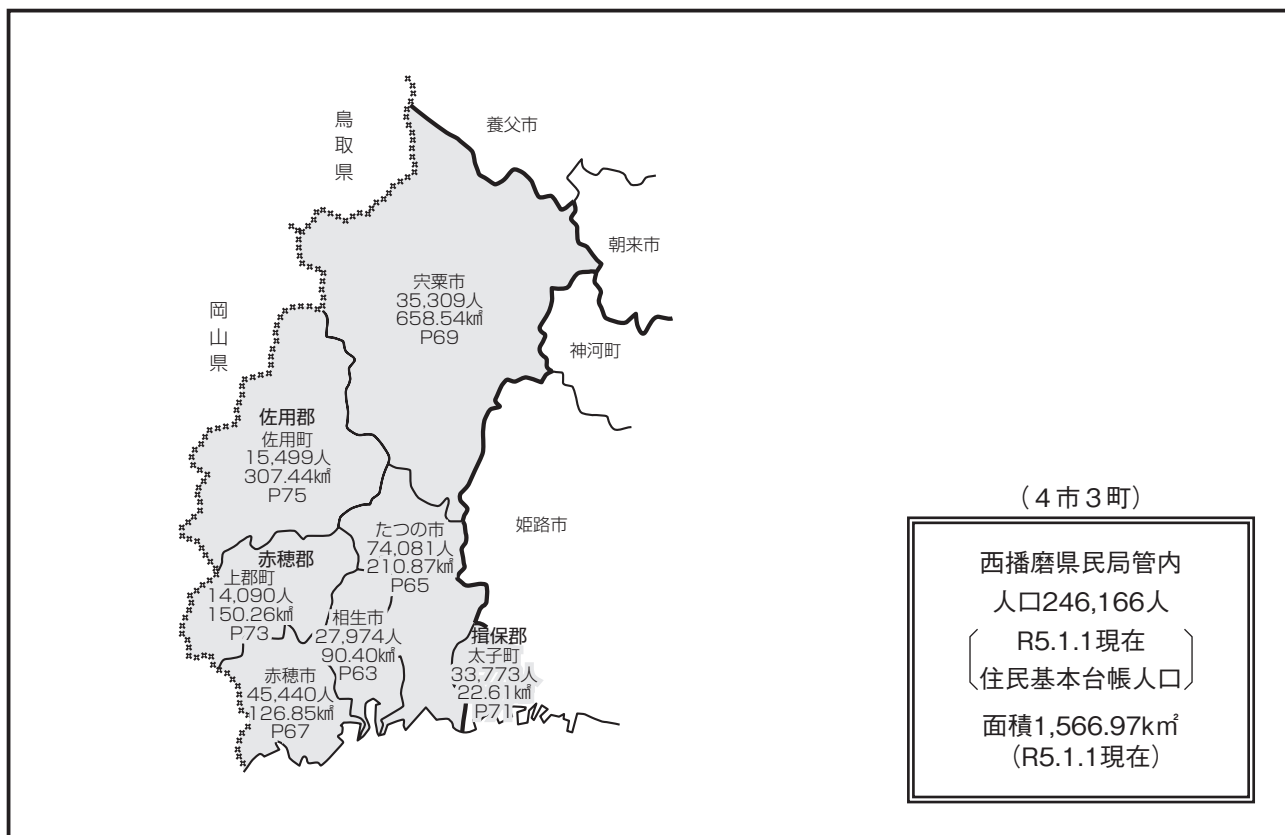 鳥取県
養父市
朝来市
宍粟市
35,309人
658.54㎢
P69
岡山県
神河町
佐用郡
佐用町
15,499人
307.44㎢
P75
たつの市
74,081人
210.87㎢
P65
姫路市
赤穂郡
上郡町
14,090人
150.26㎢
P73
相生市
27,974人
90.40㎢
P63
揖保郡
太子町
33,773人
22.61㎢
P71
赤穂市
45,440人
126.85㎢
P67
（４市３町）
西播磨県民局管内
人口246,166人
R5.1.1現在
住民基本台帳人口
面積1,566.97k㎡
（R5.1.1現在）